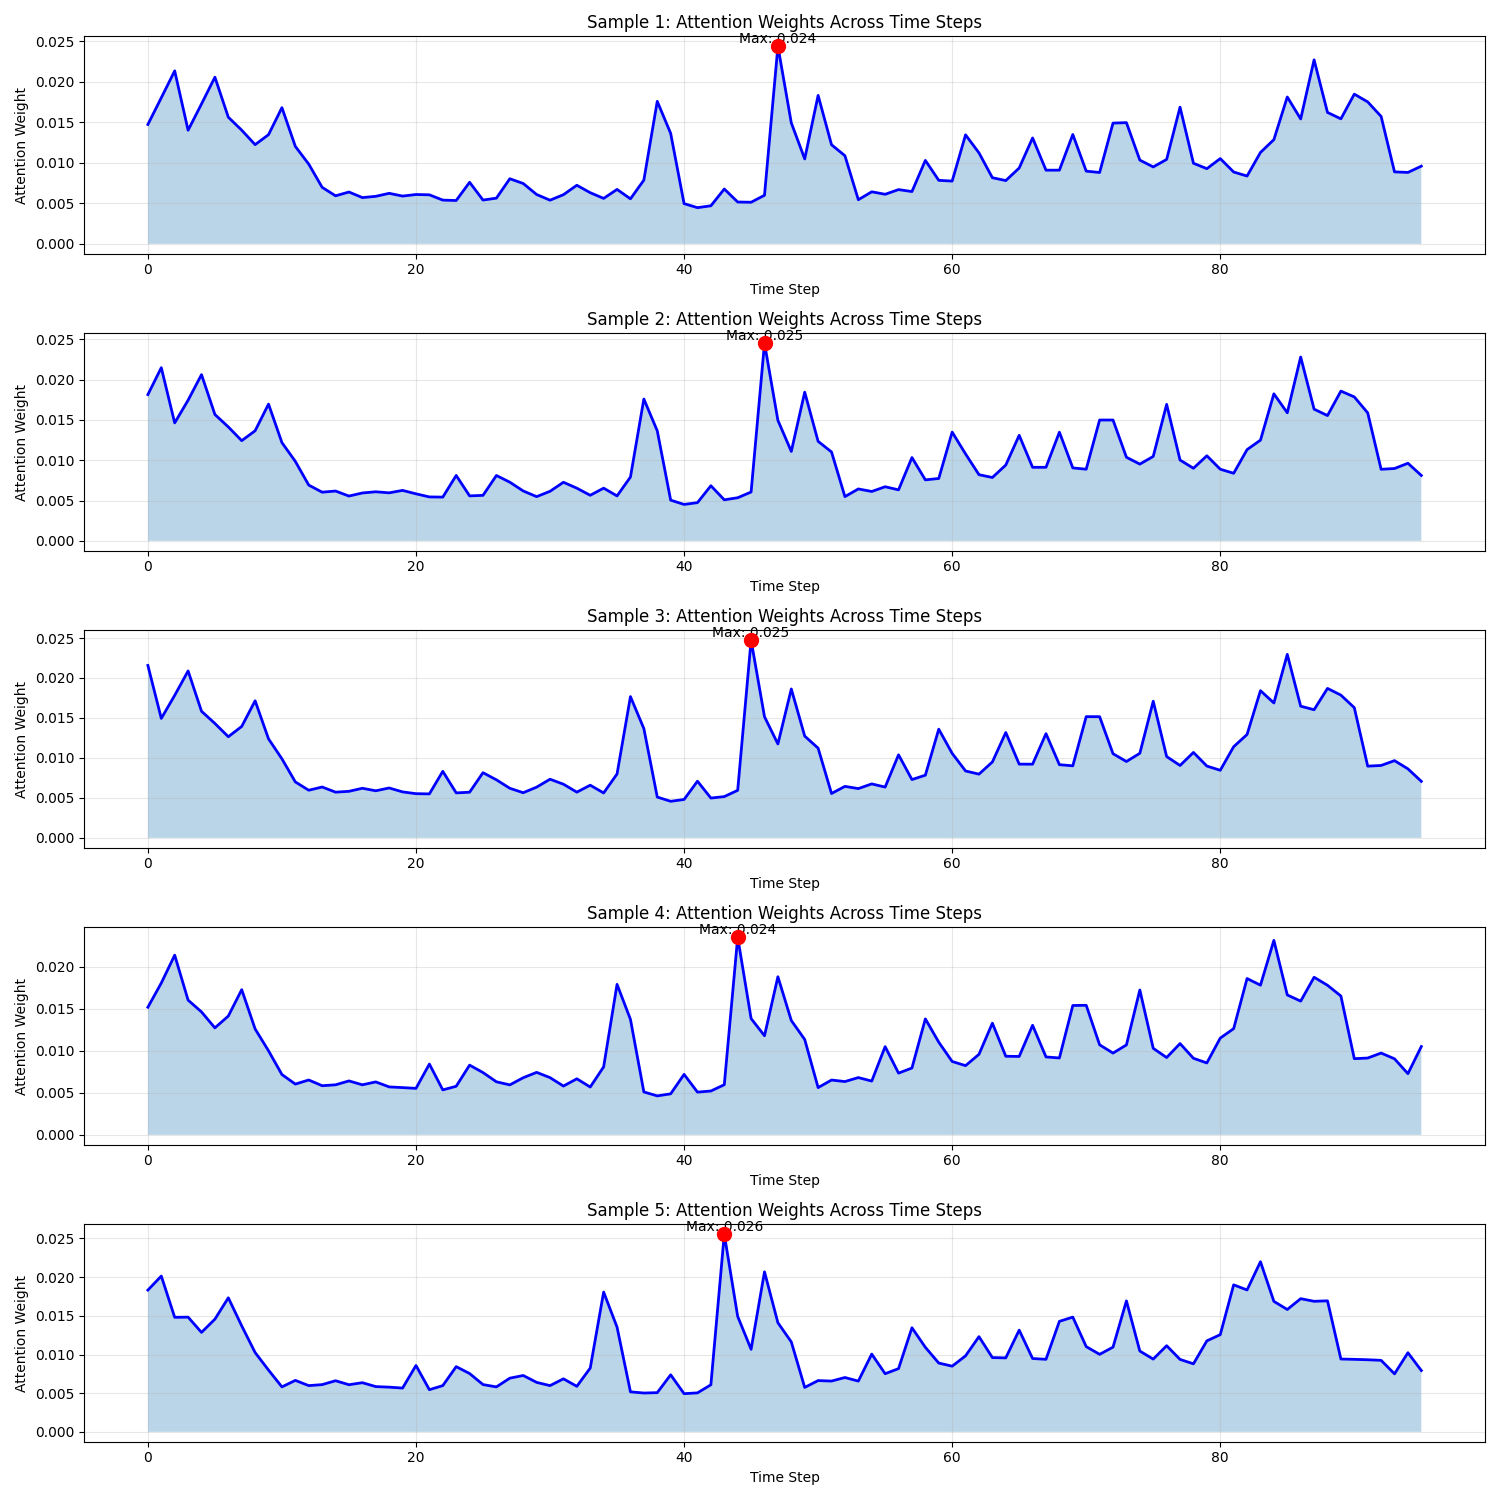 Sample 1: Attention Weights Across Time Steps
Max: 0.024
Attention Weight
0.025
0.020
0.015
0.010
0.005
0.000
0 20 40 60 80
Time Step
Sample 2: Attention Weights Across Time Steps
Max: 0.025
Attention Weight
0.025
0.020
0.015
0.010
0.005
0.000
0 20 40 60 80
Time Step
Sample 3: Attention Weights Across Time Steps
Max: 0.025
Attention Weight
0.025
0.020
0.015
0.010
0.005
0.000
0 20 40 60 80
Time Step
Sample 4: Attention Weights Across Time Steps
Max: 0.024
Attention Weight
0.020
0.015
0.010
0.005
0.000
0 20 40 60 80
Time Step
Sample 5: Attention Weights Across Time Steps
Max: 0.026
Attention Weight
0.025
0.020
0.015
0.010
0.005
0.000
0 20 40 60 80
Time Step